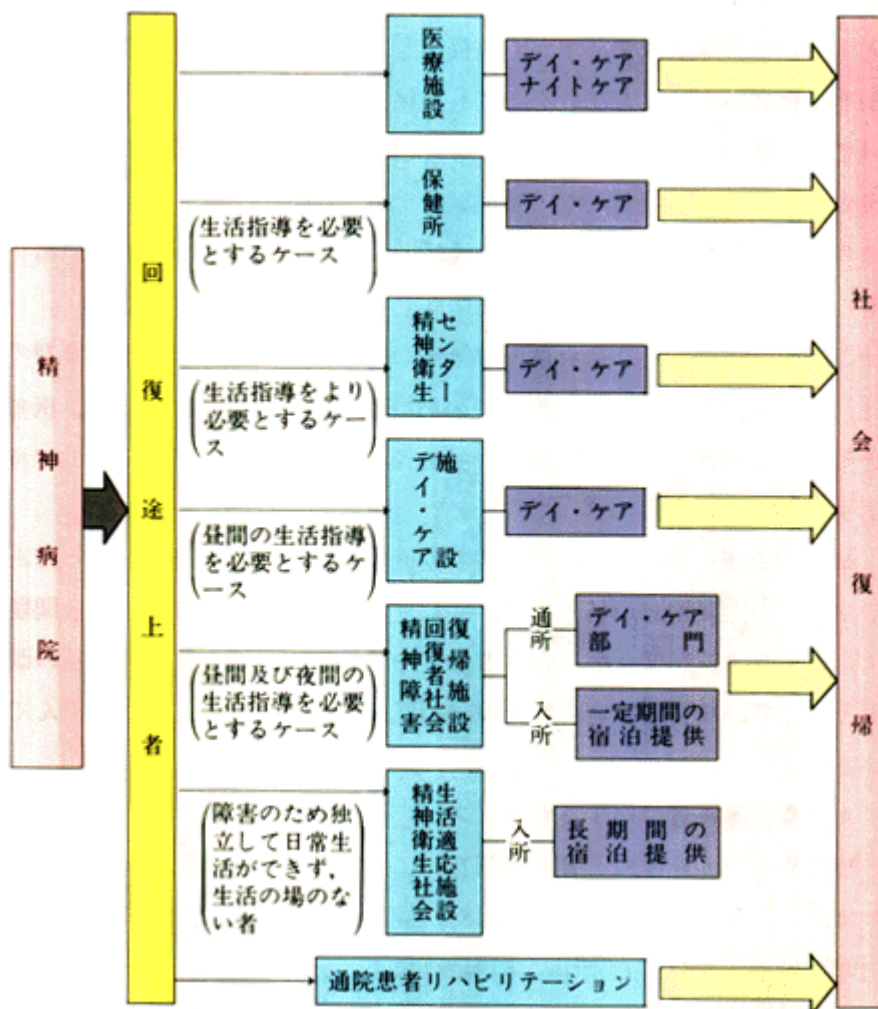 精神病院
回復途上者
医療施設
デイ・ケア
ナイトケア
保健所
デイ・ケア
(生活指導を必要
とするケース)
精神衛生
センター
デイ・ケア
(生活指導をより
必要とするケー
ス)
デイ・ケア
施設
デイ・ケア
(昼間の生活指導
を必要とするケ
ース)
精神障害
回復者社会
復帰施設
通所
デイ・ケア
部門
入所
一定期間の
宿泊提供
(昼間及び夜間の
生活指導を必要
とするケース)
精神衛生社会
生活適応施設
入所
長期間の
宿泊提供
(障害のため独
立して日常生
活ができず,
生活の場のな
い者)
通院患者リハビリテーション
社会復帰